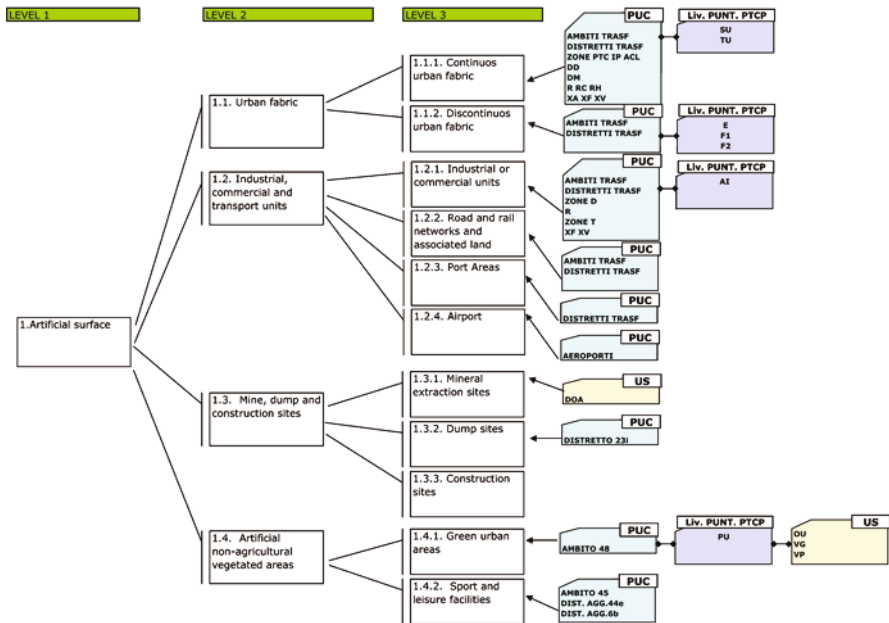 LEVEL 1
LEVEL 2
LEVEL 3
PUC
AMBITI TRASF
DISTRETTI TRASF
ZONE PTC IP ACL
DD
DM
R RC RH
XA XF XV
Liv. PUNT. PTCP
SU
TU
1.1.1. Continuos
urban fabric
1.1. Urban fabric
1.1.2. Discontinuos
urban fabric
PUC
AMBITI TRASF
DISTRETTI TRASF
Liv. PUNT. PTCP
E
F1
F2
1.2. Industrial,
commercial and
transport units
1.2.1. Industrial or
commercial units
PUC
AMBITI TRASF
DISTRETTI TRASF
ZONE D
R
ZONE T
XF XV
Liv. PUNT. PTCP
AI
1.2.2. Road and rail
networks and
associated land
PUC
AMBITI TRASF
DISTRETTI TRASF
1.2.3. Port Areas
PUC
DISTRETTI TRASF
1.2.4. Airport
PUC
AEROPORTI
1.Artificial surface
1.3. Mine, dump and
construction sites
1.3.1. Mineral
extraction sites
US
DOA
1.3.2. Dump sites
PUC
DISTRETTO 23i
1.3.3. Construction
sites
1.4. Artificial
non-agricultural
vegetated areas
1.4.1. Green urban
areas
PUC
AMBITO 48
Liv. PUNT. PTCP
PU
US
OU
VG
VP
1.4.2. Sport and
leisure facilities
PUC
AMBITO 45
DIST. AGG.44e
DIST. AGG.6b